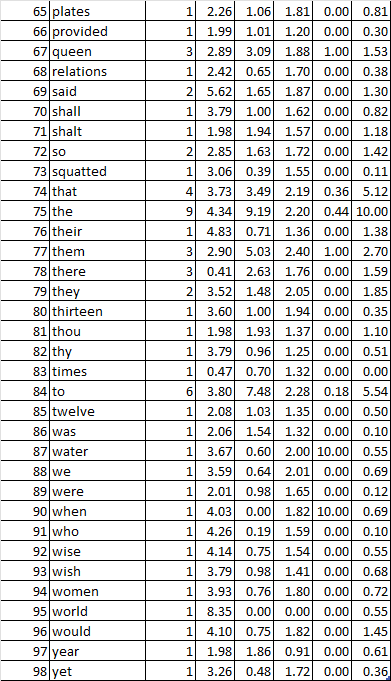 65 plates 1 2.26 1.06 1.81 0.00 0.81
66 provided 1 1.99 1.01 1.20 0.00 0.30
67 queen 3 2.89 3.09 1.88 1.00 1.53
68 relations 1 2.42 0.65 1.70 0.00 0.38
69 said 2 5.62 1.65 1.87 0.00 1.30
70 shall 1 3.79 1.00 1.62 0.00 0.82
71 shalt 1 1.98 1.94 1.57 0.00 1.18
72 so 2 2.85 1.63 1.72 0.00 1.42
73 squatted 1 3.06 0.39 1.55 0.00 0.11
74 that 4 3.73 3.49 2.19 0.36 5.12
75 the 9 4.34 9.19 2.20 0.44 10.00
76 their 1 4.83 0.71 1.36 0.00 1.38
77 them 3 2.90 5.03 2.40 1.00 2.70
78 there 3 0.41 2.63 1.76 0.00 1.59
79 they 2 3.52 1.48 2.05 0.00 1.85
80 thirteen 1 3.60 1.00 1.94 0.00 0.35
81 thou 1 1.98 1.93 1.37 0.00 1.10
82 thy 1 3.79 0.96 1.25 0.00 0.51
83 times 1 0.47 0.70 1.32 0.00 0.00
84 to 6 3.80 7.48 2.28 0.18 5.54
85 twelve 1 2.08 1.03 1.35 0.00 0.50
86 was 1 2.06 1.54 1.32 0.00 0.10
87 water 1 3.67 0.60 2.00 10.00 0.55
88 we 1 3.59 0.64 2.01 0.00 0.69
89 were 1 2.01 0.98 1.65 0.00 0.12
90 when 1 4.03 0.00 1.82 10.00 0.69
91 who 1 4.26 0.19 1.59 0.00 0.10
92 wise 1 4.14 0.75 1.54 0.00 0.55
93 wish 1 3.79 0.98 1.41 0.00 0.68
94 women 1 3.93 0.76 1.80 0.00 0.72
95 world 1 8.35 0.00 0.00 0.00 0.55
96 would 1 4.10 0.75 1.82 0.00 1.45
97 year 1 1.98 1.86 0.91 0.00 0.61
98 yet 1 3.26 0.48 1.72 0.00 0.36